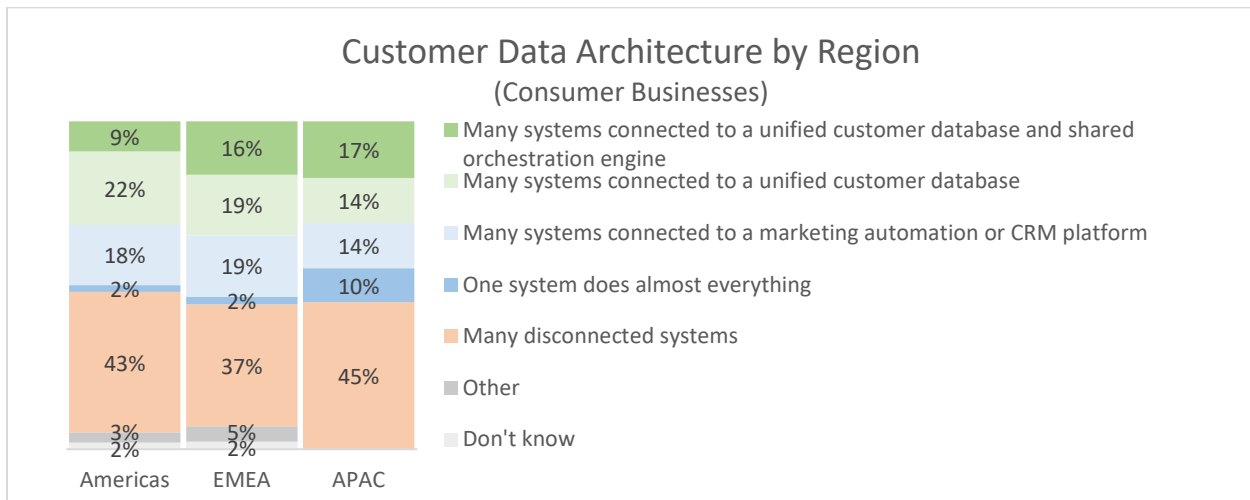 Customer Data Architecture by Region
(Consumer Businesses)
9%
16%
17%
22%
19%
14%
18%
19%
14%
2%
2%
10%
43%
37%
45%
3%
5%
2%
2%
Americas
EMEA
APAC
Many systems connected to a unified customer database and shared
orchestration engine
Many systems connected to a unified customer database
Many systems connected to a marketing automation or CRM platform
One system does almost everything
Many disconnected systems
Other
Don't know